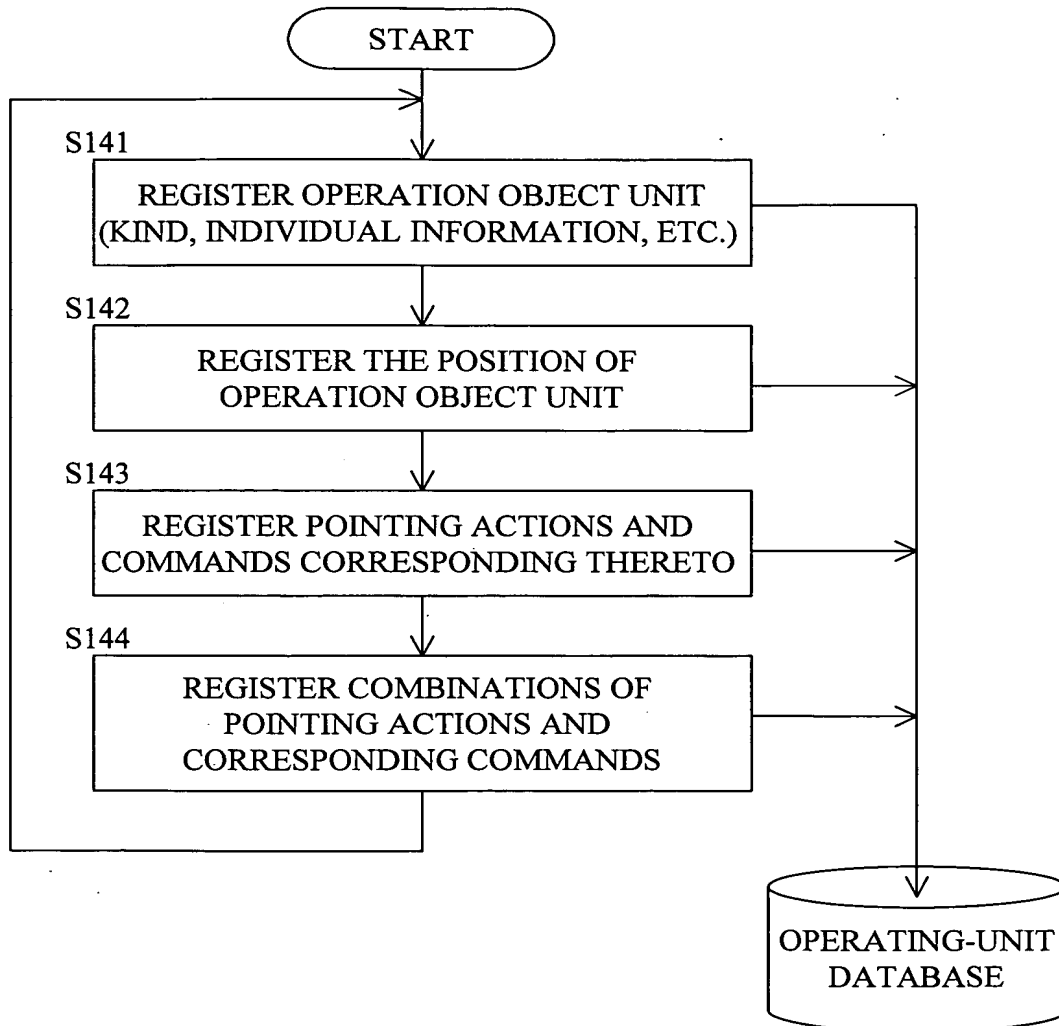 START
S141
REGISTER OPERATION OBJECT UNIT
(KIND, INDIVIDUAL INFORMATION, ETC.)
S142
REGISTER THE POSITION OF
OPERATION OBJECT UNIT
S143
REGISTER POINTING ACTIONS AND
COMMANDS CORRESPONDING THERETO
S144
REGISTER COMBINATIONS OF
POINTING ACTIONS AND
CORRESPONDING COMMANDS
OPERATING-UNIT
DATABASE